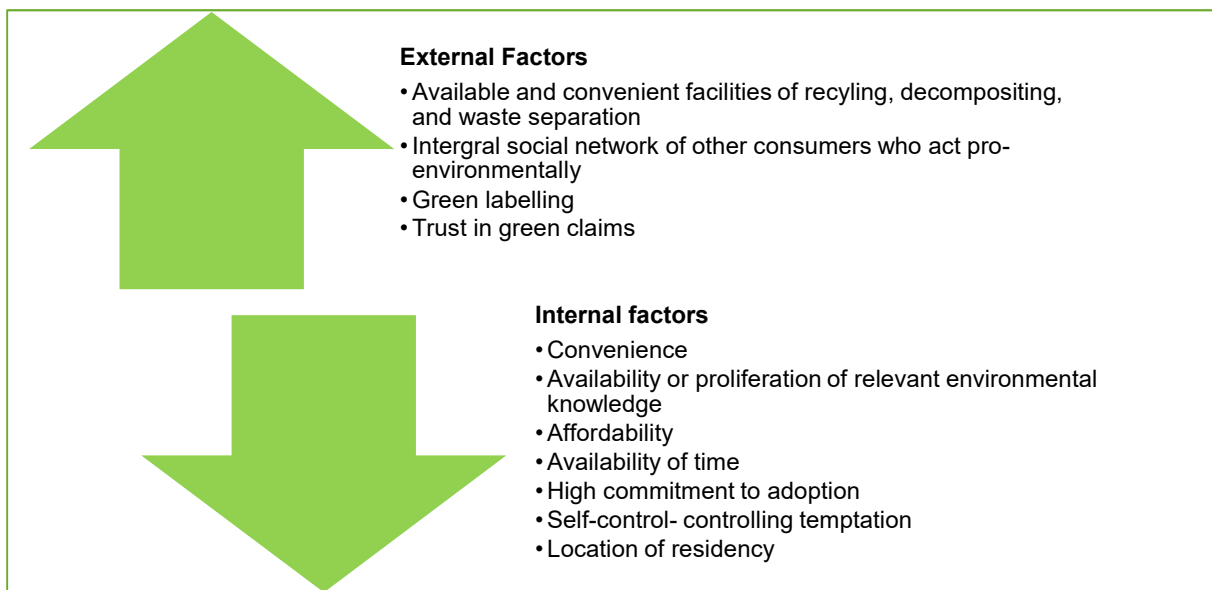 External Factors
• Available and convenient facilities of recyling, decompositing,
and waste separation
• Intergral social network of other consumers who act pro-
environmentally
• Green labelling
• Trust in green claims
Internal factors
• Convenience
• Availability or proliferation of relevant environmental
knowledge
• Affordability
• Availability of time
• High commitment to adoption
• Self-control- controlling temptation
• Location of residency